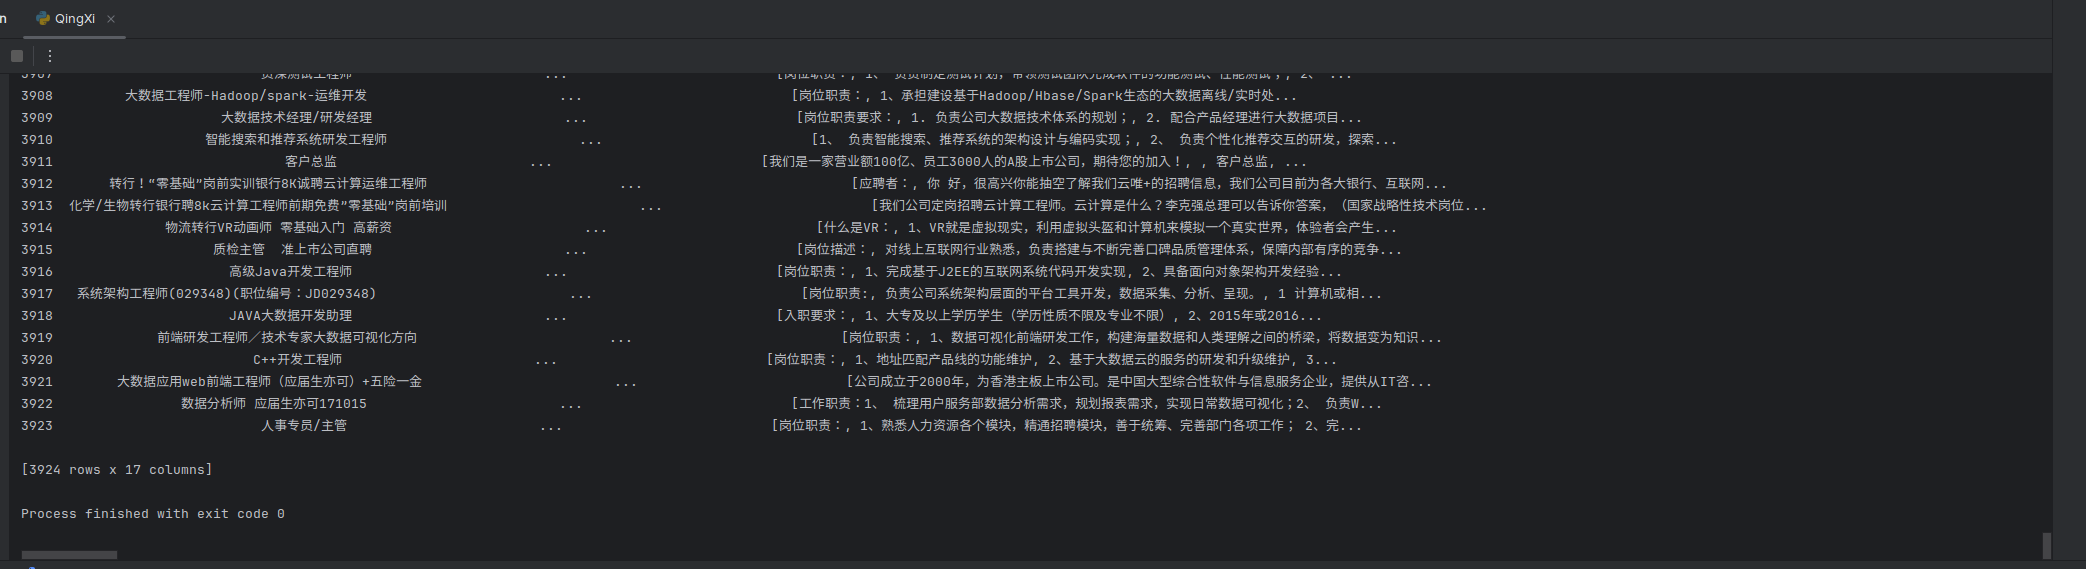 n QingXi ×
3907 资深测试工程师 ... [岗位职责：, 1、 负责制定测试计划，带领测试团队完成软件的功能测试、性能测试；, 2、 ...
3908 大数据工程师-Hadoop/spark-运维开发 ... [岗位职责：, 1、承担建设基于Hadoop/Hbase/Spark生态的大数据离线/实时处...
3909 大数据技术经理/研发经理 ... [岗位职责要求：, 1. 负责公司大数据技术体系的规划；, 2. 配合产品经理进行大数据项目...
3910 智能搜索和推荐系统研发工程师 ... [1、 负责智能搜索、推荐系统的架构设计与编码实现；, 2、 负责个性化推荐交互的研发，探索...
3911 客户总监 ... [我们是一家营业额100亿、员工3000人的A股上市公司，期待您的加入！, , 客户总监, ...
3912 转行！“零基础”岗前实训银行8K诚聘云计算运维工程师 ... [应聘者：, 你 好，很高兴你能抽空了解我们云唯+的招聘信息，我们公司目前为各大银行、互联网...
3913 化学/生物转行银行聘8k云计算工程师前期免费”零基础”岗前培训 ... [我们公司定岗招聘云计算工程师。云计算是什么？李克强总理可以告诉你答案，（国家战略性技术岗位...
3914 物流转行VR动画师 零基础入门 高薪资 ... [什么是VR：, 1、VR就是虚拟现实，利用虚拟头盔和计算机来模拟一个真实世界，体验者会产生...
3915 质检主管 准上市公司直聘 ... [岗位描述：, 对线上互联网行业熟悉，负责搭建与不断完善口碑品质管理体系，保障内部有序的竞争...
3916 高级Java开发工程师 ... [岗位职责：, 1、完成基于J2EE的互联网系统代码开发实现, 2、具备面向对象架构开发经验...
3917 系统架构工程师(029348)(职位编号：JD029348) ... [岗位职责:, 负责公司系统架构层面的平台工具开发，数据采集、分析、呈现。, 1 计算机或相...
3918 JAVA大数据开发助理 ... [入职要求：, 1、大专及以上学历学生（学历性质不限及专业不限）, 2、2015年或2016...
3919 前端研发工程师／技术专家大数据可视化方向 ... [岗位职责：, 1、数据可视化前端研发工作，构建海量数据和人类理解之间的桥梁，将数据变为知识...
3920 C++开发工程师 ... [岗位职责：, 1、地址匹配产品线的功能维护, 2、基于大数据云的服务的研发和升级维护, 3...
3921 大数据应用web前端工程师（应届生亦可）+五险一金 ... [公司成立于2000年，为香港主板上市公司。是中国大型综合性软件与信息服务企业，提供从IT咨...
3922 数据分析师 应届生亦可171015 ... [工作职责：1、 梳理用户服务部数据分析需求，规划报表需求，实现日常数据可视化；2、 负责W...
3923 人事专员/主管 ... [岗位职责：, 1、熟悉人力资源各个模块，精通招聘模块，善于统筹、完善部门各项工作； 2、完...
[3924 rows x 17 columns]
Process finished with exit code 0